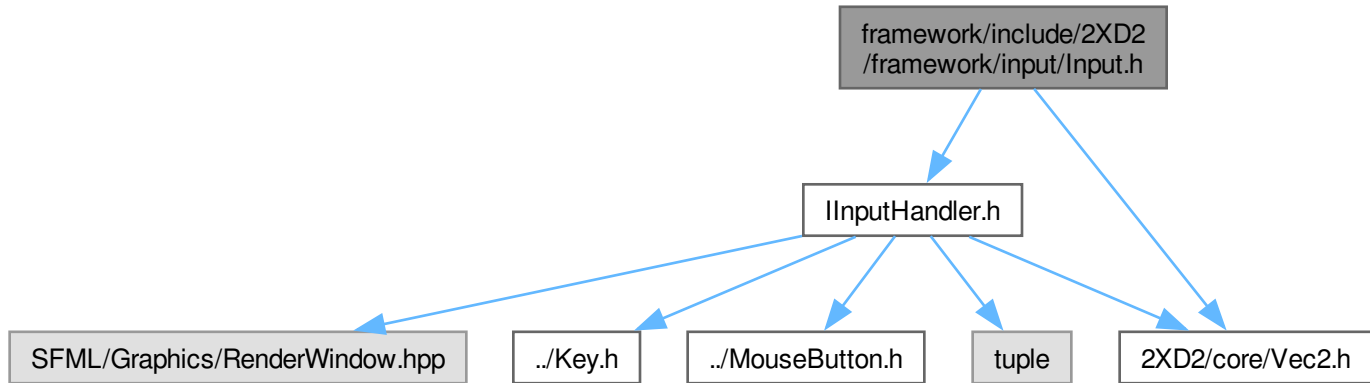 framework/include/2XD2
/framework/input/Input.h
IInputHandler.h
SFML/Graphics/RenderWindow.hpp
../Key.h
../MouseButton.h
tuple
2XD2/core/Vec2.h